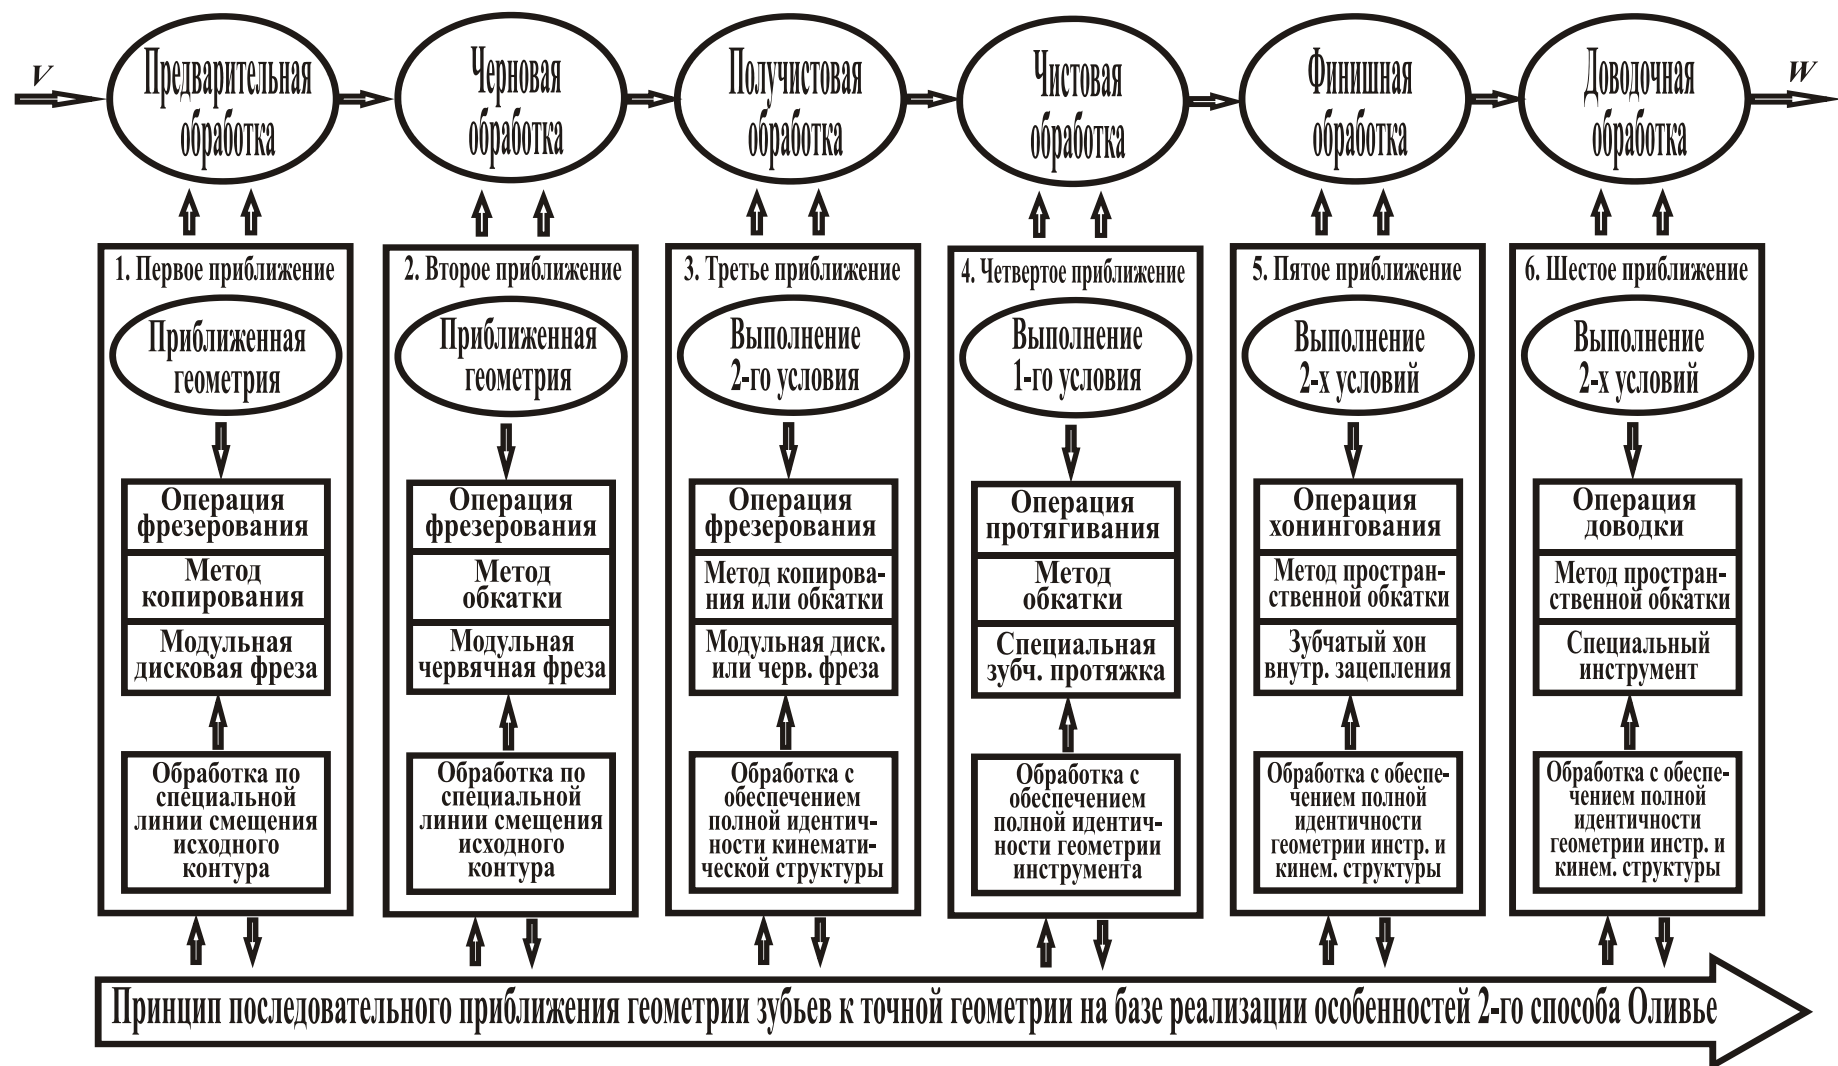 V
Предварительная
обработка
Черновая
обработка
Получистовая
обработка
Чистовая
обработка
Финишная
обработка
Доводочная
обработка
W
1. Первое приближение
Приближенная
геометрия
Операция
фрезерования
Метод
копирования
Модульная
дисковая фреза
Обработка по
специальной
линии смещения
исходного
контура
2. Второе приближение
Приближенная
геометрия
Операция
фрезерования
Метод
обкатки
Модульная
червячная фреза
Обработка по
специальной
линии смещения
исходного
контура
3. Третье приближение
Выполнение
2-го условия
Операция
фрезерования
Метод копирова-
ния или обкатки
Модульная диск.
или черв. фреза
Обработка с
обеспечением
полной идентич-
ности кинемати-
ческой структуры
4. Четвертое приближение
Выполнение
1-го условия
Операция
протягивания
Метод
обкатки
Специальная
зубч. протяжка
Обработка с
обеспечением
полной идентич-
ности геометрии
инструмента
5. Пятое приближение
Выполнение
2-х условий
Операция
хонингования
Метод простран-
ственной обкатки
Зубчатый хон
внутр. зацепления
Обработка с обеспе-
чением полной
идентичности
геометрии инстр. и
кинем. структуры
6. Шестое приближение
Выполнение
2-х условий
Операция
доводки
Метод простран-
ственной обкатки
Специальный
инструмент
Обработка с обеспе-
чением полной
идентичности
геометрии инстр. и
кинем. структуры
Принцип последовательного приближения геометрии зубьев к точной геометрии на базе реализации особенностей 2-го способа Оливье